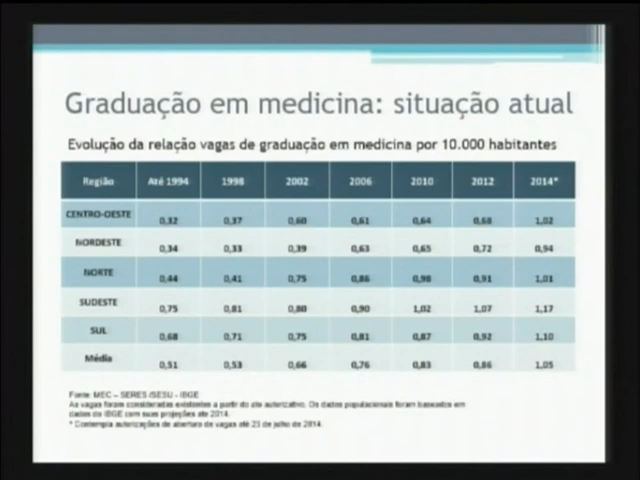 Graduação em medicina: situação atual
Evolução da relação vagas de graduação em medicina por 10.000 habitantes
Região Até 1994 1998 2002 2006 2010 2012 2014*
CENTRO-OESTE 0,32 0,37 0,60 0,61 0,64 0,68 1,02
NORDESTE 0,34 0,33 0,39 0,63 0,65 0,72 0,94
NORTE 0,44 0,41 0,75 0,86 0,98 0,91 1,01
SUDESTE 0,75 0,81 0,80 0,90 1,02 1,07 1,17
SUL 0,68 0,71 0,75 0,81 0,87 0,92 1,10
Média 0,51 0,53 0,66 0,76 0,83 0,86 1,05
Fonte: MEC – SERES /SESU - IBGE
As vagas foram consideradas existentes a partir do ato autorizativo. Os dados populacionais foram baseados em
dados do IBGE com suas projeções até 2014.
* Contempla autorizações de abertura de vagas até 23 de julho de 2014.